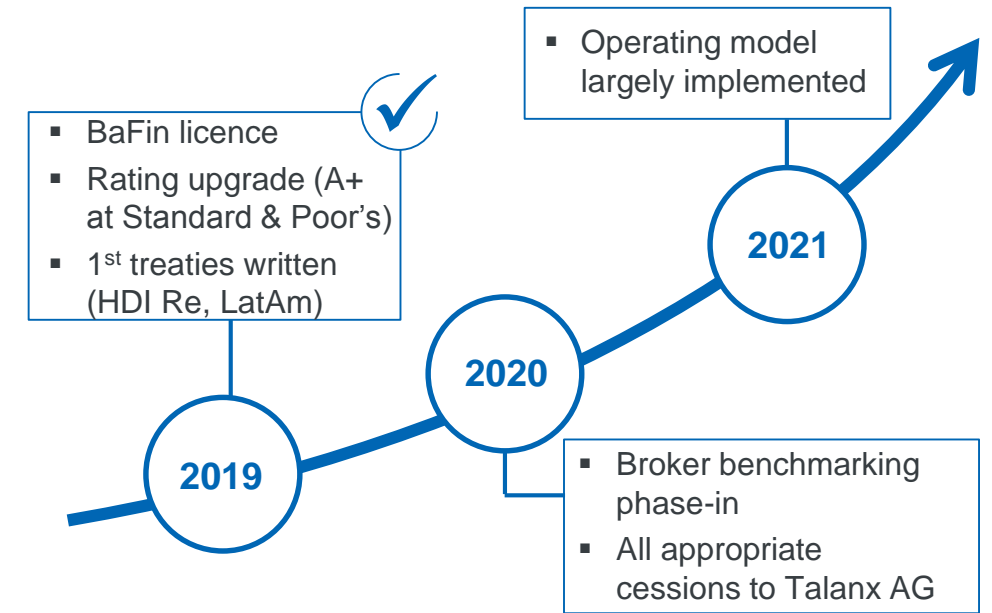 ▪ BaFin licence
▪ Rating upgrade (A+
at Standard & Poor’s)
▪ 1st treaties written
(HDI Re, LatAm)
2019
2020
▪ Broker benchmarking
phase-in
▪ All appropriate
cessions to Talanx AG
▪ Operating model
largely implemented
2021